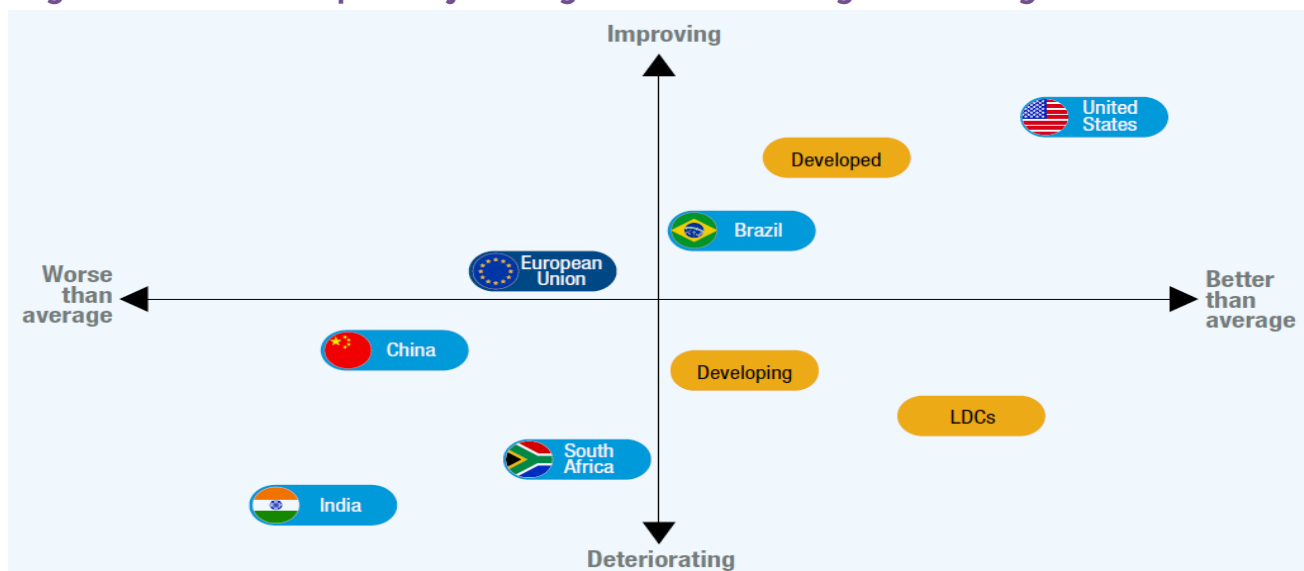 Improving
United
States
Developed
Brazil
European
Union
Worse
than
average
Better
than
average
China
Developing
LDCs
South
Africa
India
Deteriorating